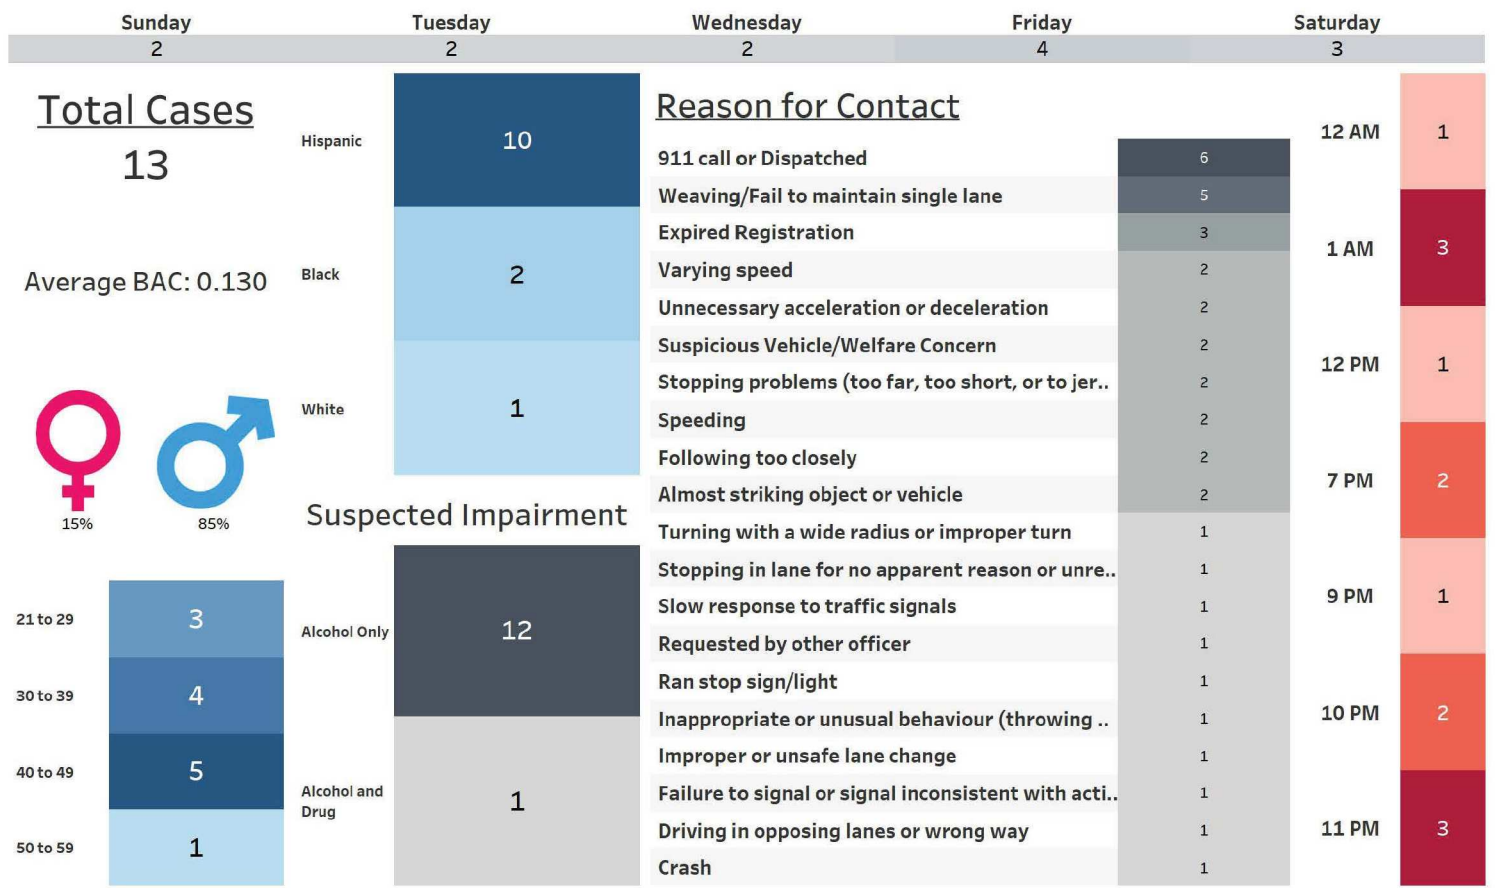 Sunday Tuesday Wednesday Friday Saturday
2 2 2 4 3
Total Cases
13
Average BAC: 0.130
15% 85%
21 to 29 3
30 to 39 4
40 to 49 5
50 to 59 1
Hispanic 10
Black 2
White 1
Suspected Impairment
Alcohol Only 12
Alcohol and
Drug 1
Reason for Contact
911 call or Dispatched 6
Weaving/Fail to maintain single lane 5
Expired Registration 3
Varying speed 2
Unnecessary acceleration or deceleration 2
Suspicious Vehicle/Welfare Concern 2
Stopping problems (too far, too short, or to jer.. 2
Speeding 2
Following too closely 2
Almost striking object or vehicle 2
Turning with a wide radius or improper turn 1
Stopping in lane for no apparent reason or unre.. 1
Slow response to traffic signals 1
Requested by other officer 1
Ran stop sign/light 1
Inappropriate or unusual behaviour (throwing .. 1
Improper or unsafe lane change 1
Failure to signal or signal inconsistent with acti.. 1
Driving in opposing lanes or wrong way 1
Crash 1
12 AM 1
1 AM 3
12 PM 1
7 PM 2
9 PM 1
10 PM 2
11 PM 3